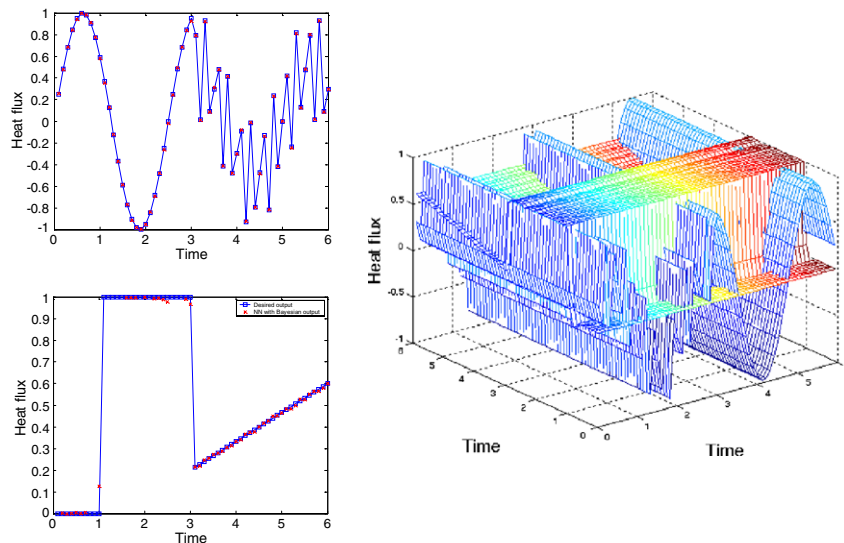 1
0.8
0.6
0.4
0.2
0
-0.2
-0.4
-0.6
-0.8
-1
0 1 2 3 4 5 6
Heat flux
Time
1
0.9
0.8
0.7
0.6
0.5
0.4
0.3
0.2
0.1
0
0 1 2 3 4 5 6
Heat flux
Time
Desired output
NN with Bayesian output
1
0.5
0
-0.5
-1
Heat flux
6 5 4 3 2 1 0
Time
0 1 2 3 4 5
Time